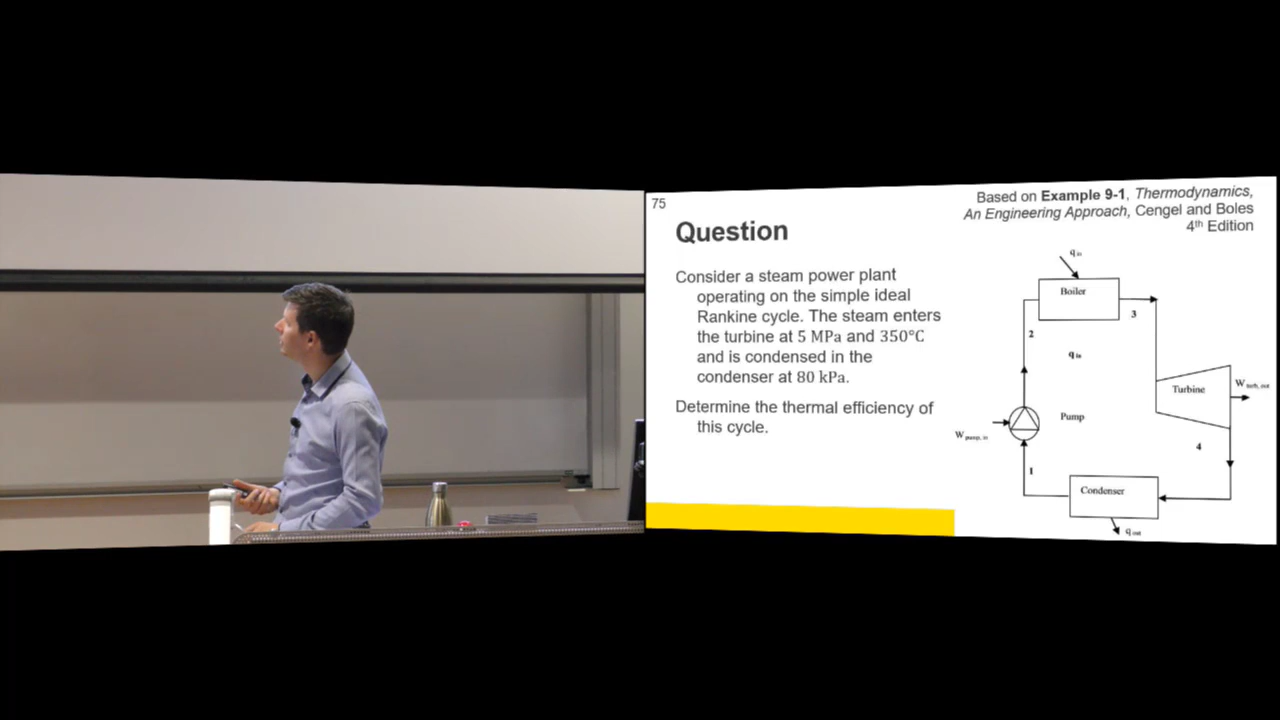 75
Based on Example 9-1, Thermodynamics,
An Engineering Approach, Cengel and Boles
4th Edition
Question
Consider a steam power plant
operating on the simple ideal
Rankine cycle. The steam enters
the turbine at 5 MPa and 350°C
and is condensed in the
condenser at 80 kPa.
Determine the thermal efficiency of
this cycle.
q in
Boiler
3
2
q in
Turbine
W turb, out
Pump
W pump, in
4
1
Condenser
q out